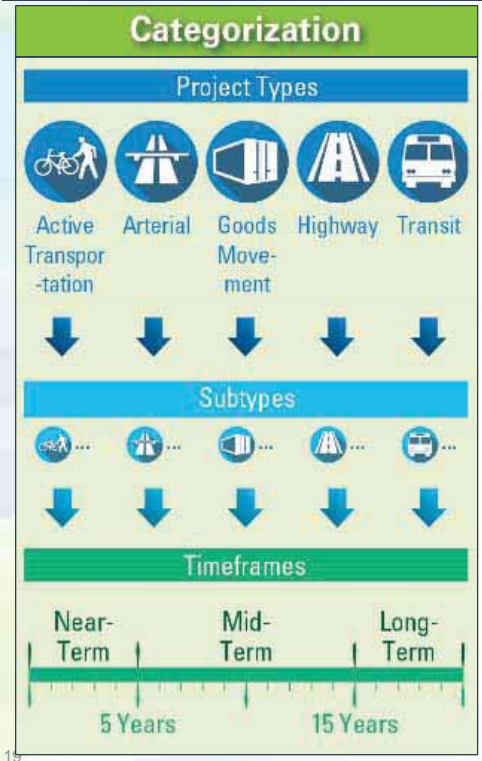 Categorization
Project Types
Active Transpor -tation
Arterial
Goods Move- ment
Highway
Transit
Subtypes
... ... ... ... ...
Timeframes
Near- Term
Mid- Term
Long- Term
5 Years
15 Years
19